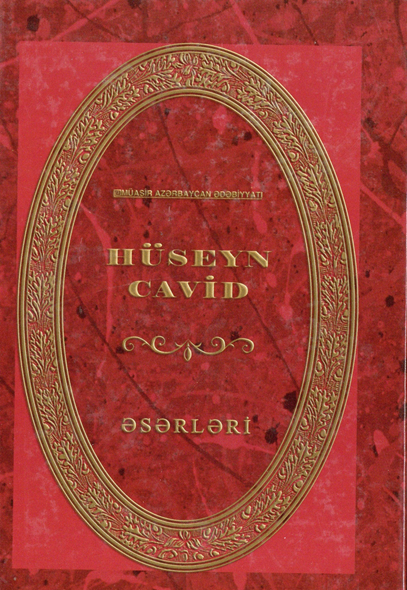 MÜASİR AZƏRBAYCAN ƏDƏBİYYATI
HÜSEYN
CAVİD
ƏSƏRLƏRİ